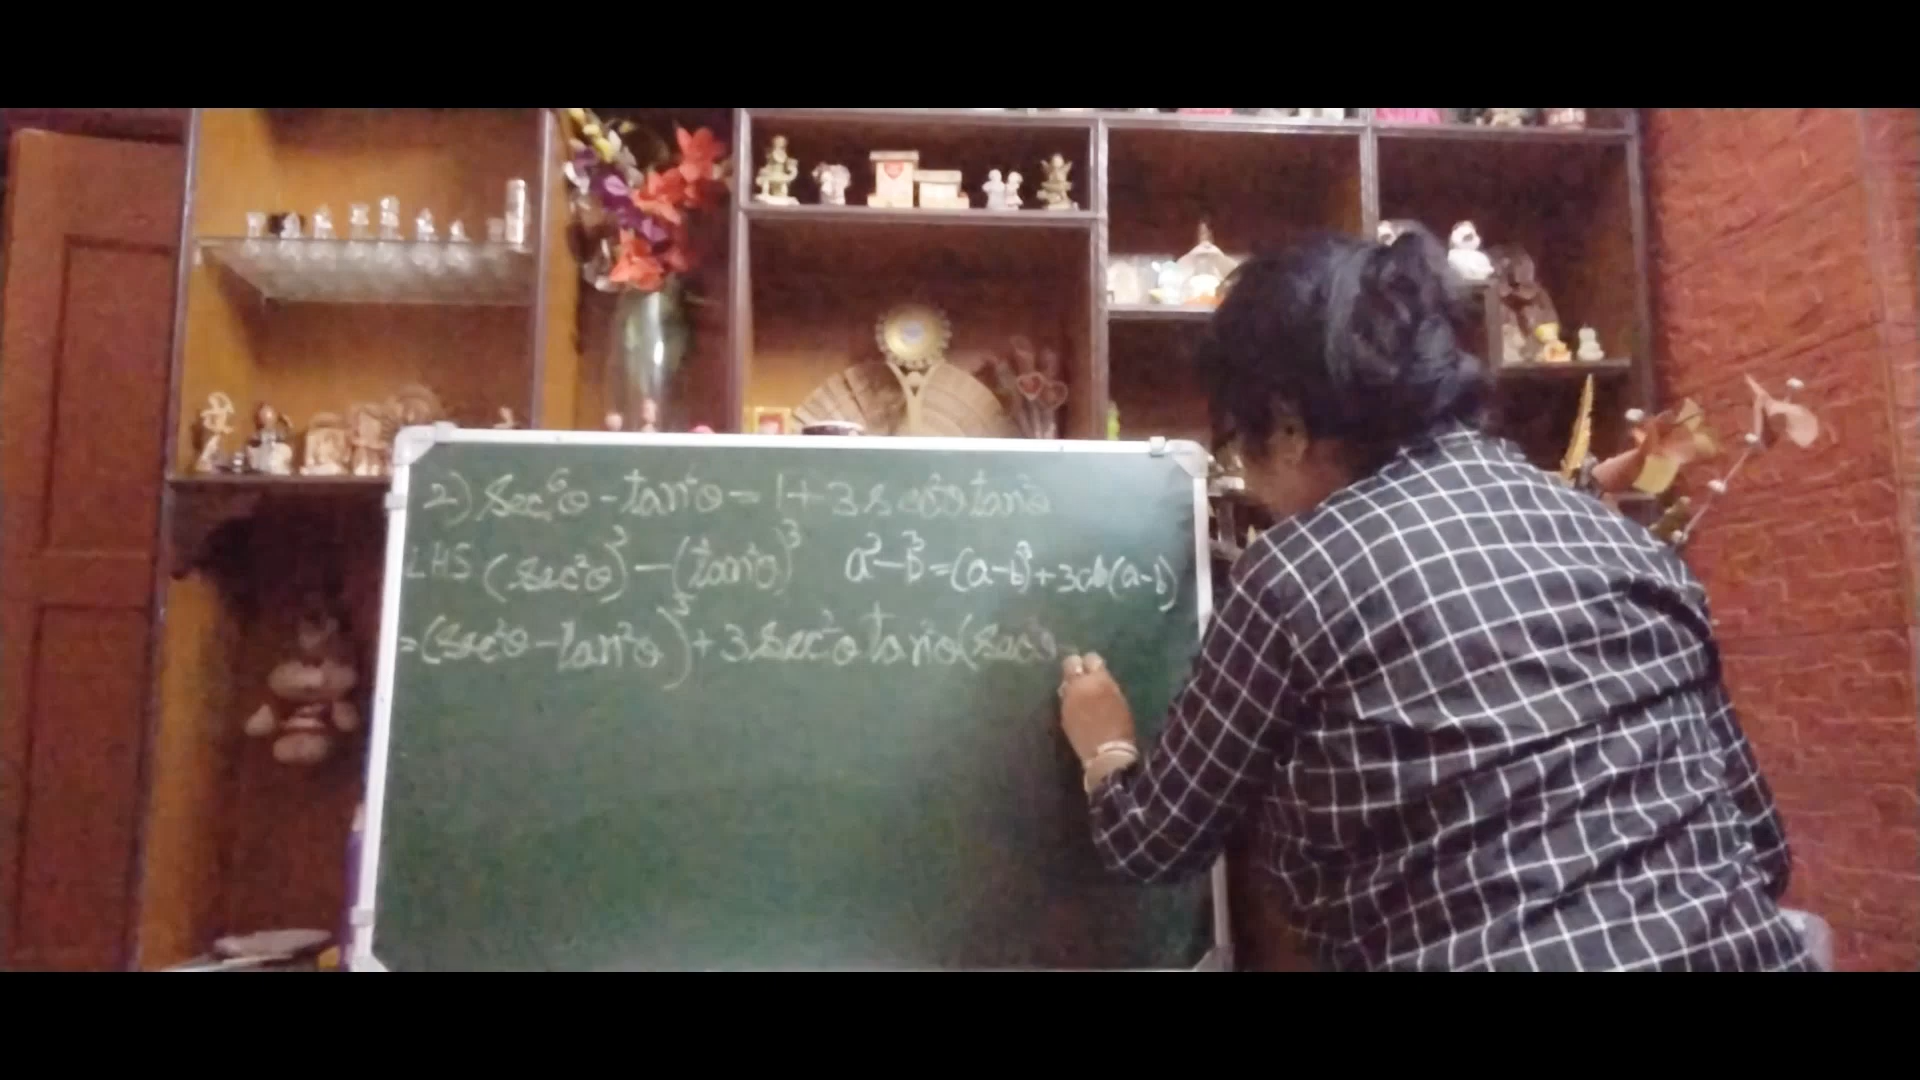 2) sec⁶θ - tan⁶θ = 1 + 3 sec²θ tan²θ
LHS (sec²θ)³ - (tan²θ)³ a³ - b³ = (a-b)³ + 3ab(a-b)
= (sec²θ - tan²θ)³ + 3 sec²θ tan²θ (sec²θ -